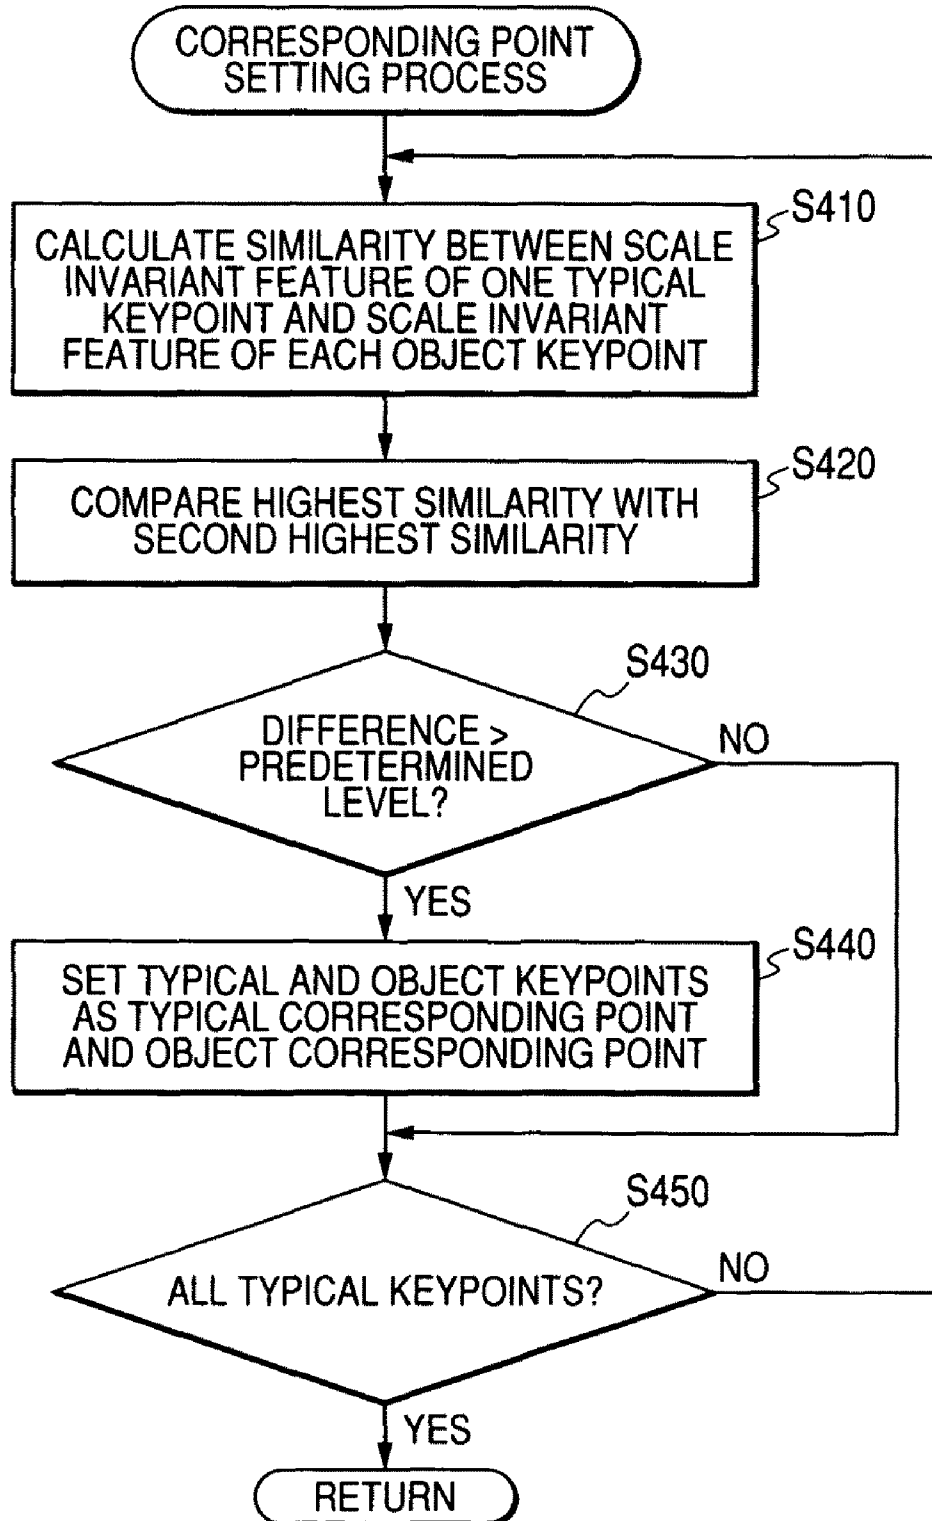 CORRESPONDING POINT
SETTING PROCESS
S410
CALCULATE SIMILARITY BETWEEN SCALE
INVARIANT FEATURE OF ONE TYPICAL
KEYPOINT AND SCALE INVARIANT
FEATURE OF EACH OBJECT KEYPOINT
S420
COMPARE HIGHEST SIMILARITY WITH
SECOND HIGHEST SIMILARITY
S430
DIFFERENCE >
PREDETERMINED
LEVEL?
NO
YES
S440
SET TYPICAL AND OBJECT KEYPOINTS
AS TYPICAL CORRESPONDING POINT
AND OBJECT CORRESPONDING POINT
S450
ALL TYPICAL KEYPOINTS?
NO
YES
RETURN